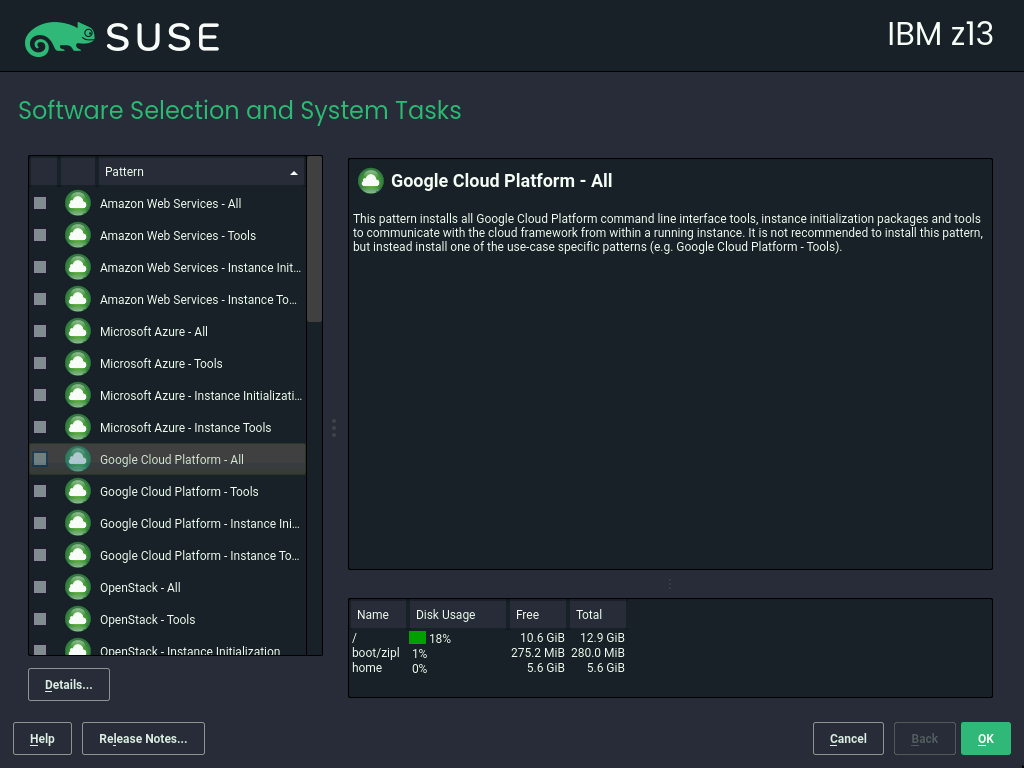 SUSE
IBM z13
Software Selection and System Tasks
Pattern
Amazon Web Services - All
Amazon Web Services - Tools
Amazon Web Services - Instance Init...
Amazon Web Services - Instance To...
Microsoft Azure - All
Microsoft Azure - Tools
Microsoft Azure - Instance Initializati...
Microsoft Azure - Instance Tools
Google Cloud Platform - All
Google Cloud Platform - Tools
Google Cloud Platform - Instance Ini...
Google Cloud Platform - Instance To...
OpenStack - All
OpenStack - Tools
OpenStack - Instance Initialization
Details...
Google Cloud Platform - All
This pattern installs all Google Cloud Platform command line interface tools, instance initialization packages and tools
to communicate with the cloud framework from within a running instance. It is not recommended to install this pattern,
but instead install one of the use-case specific patterns (e.g. Google Cloud Platform - Tools).
Name Disk Usage Free Total
/ 18% 10.6 GiB 12.9 GiB
boot/zipl 1% 275.2 MiB 280.0 MiB
home 0% 5.6 GiB 5.6 GiB
Help Release Notes... Cancel Back OK